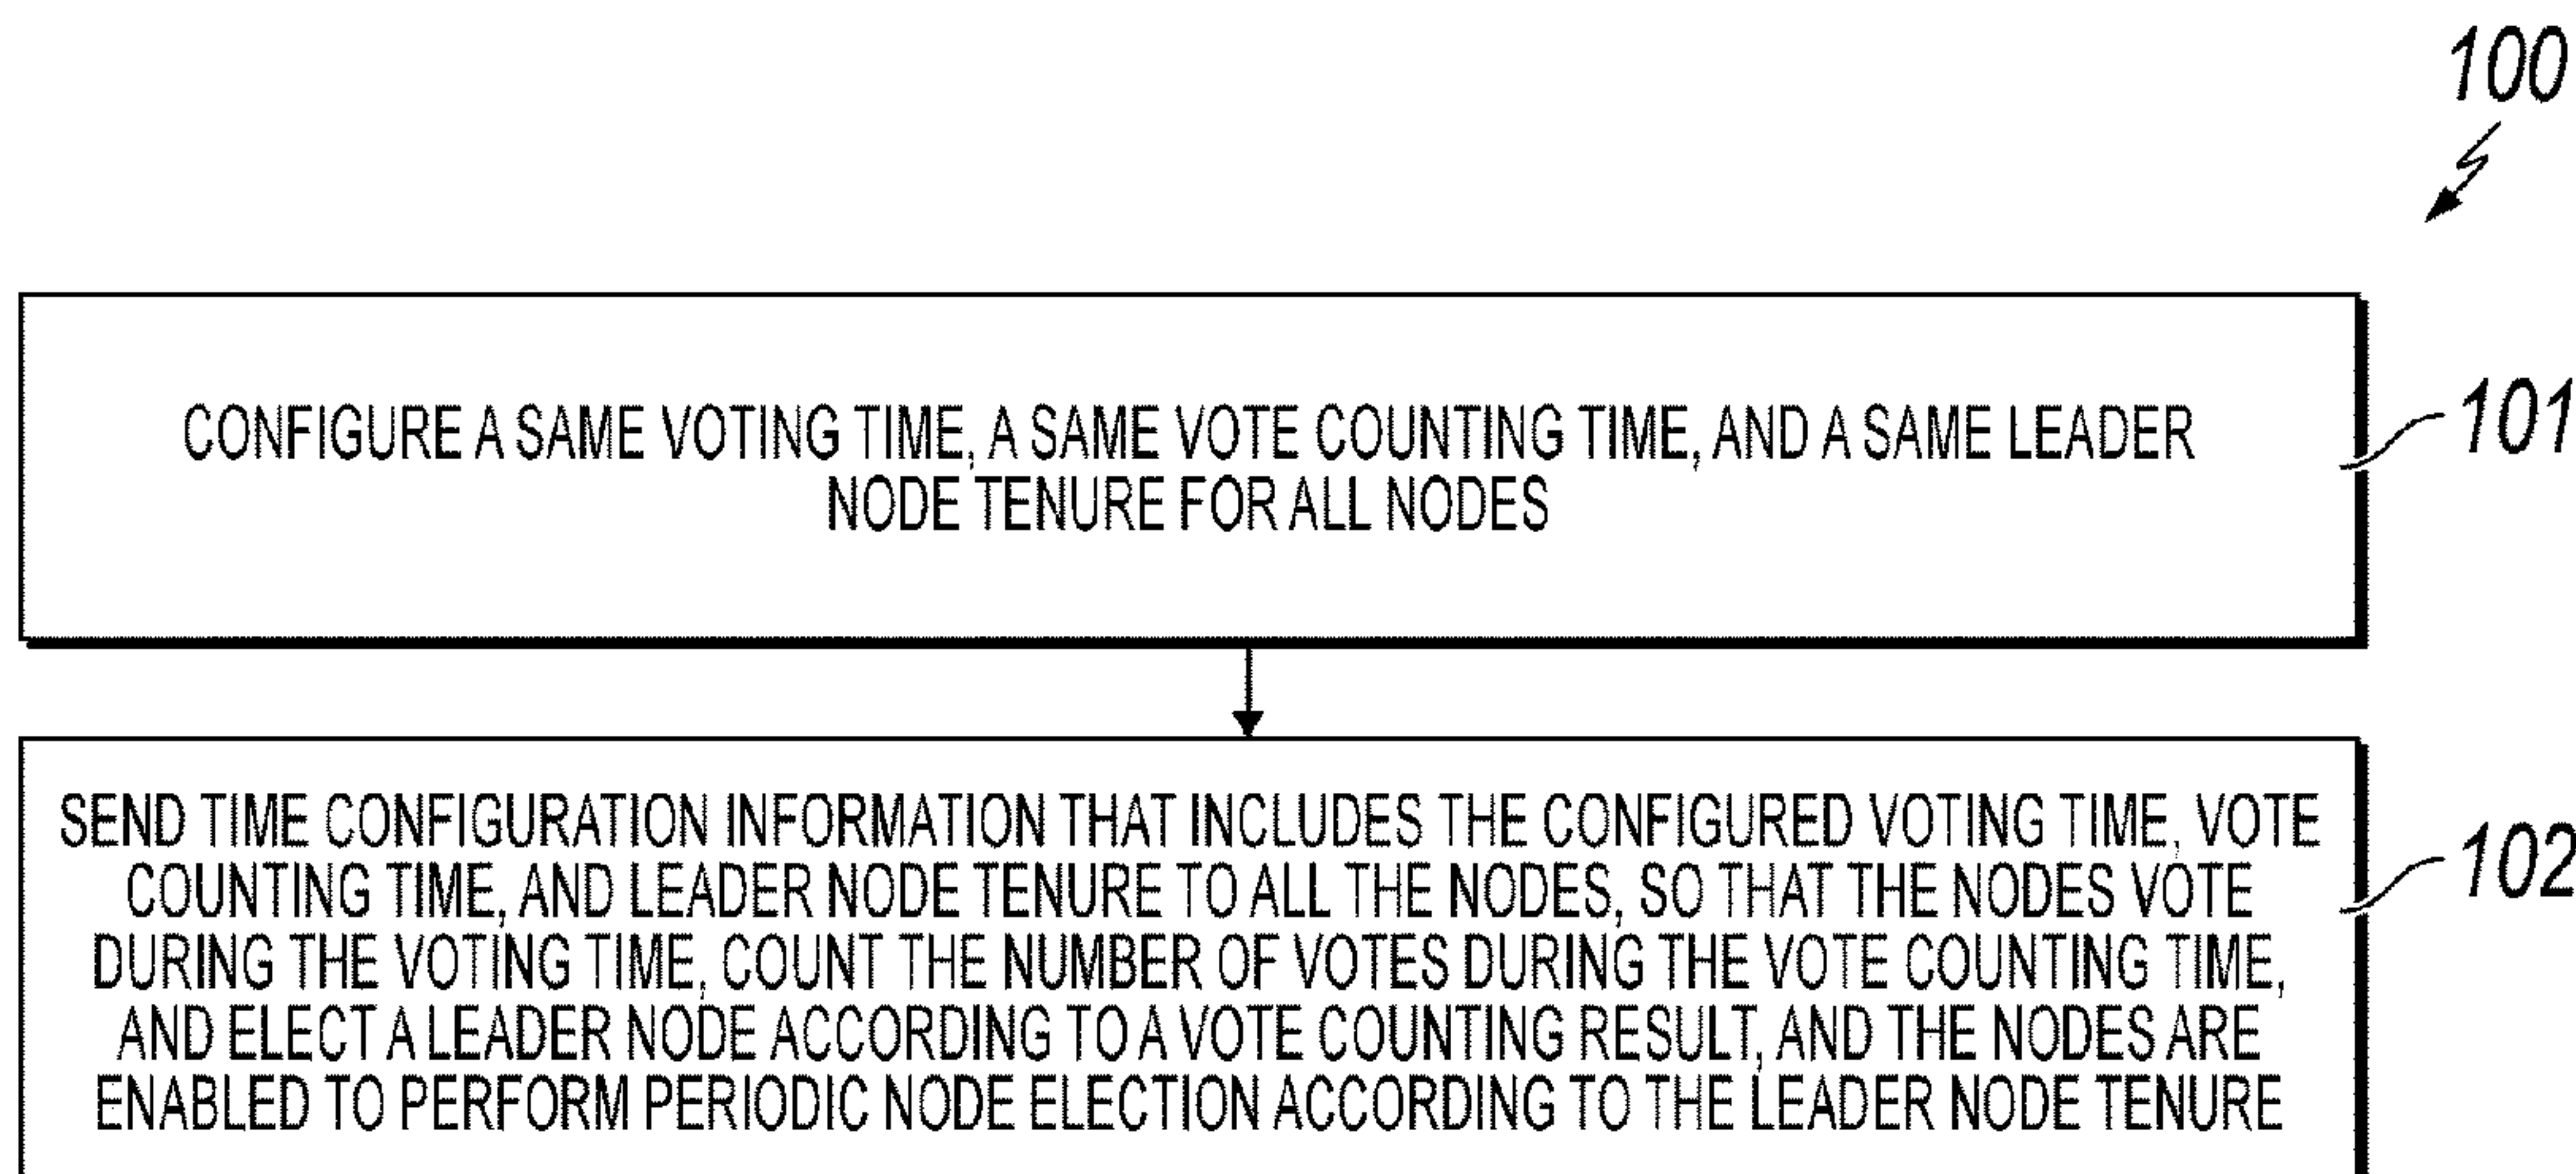 100
CONFIGURE A SAME VOTING TIME, A SAME VOTE COUNTING TIME, AND A SAME LEADER
NODE TENURE FOR ALL NODES
101
SEND TIME CONFIGURATION INFORMATION THAT INCLUDES THE CONFIGURED VOTING TIME, VOTE
COUNTING TIME, AND LEADER NODE TENURE TO ALL THE NODES, SO THAT THE NODES VOTE
DURING THE VOTING TIME, COUNT THE NUMBER OF VOTES DURING THE VOTE COUNTING TIME,
AND ELECT A LEADER NODE ACCORDING TO A VOTE COUNTING RESULT, AND THE NODES ARE
ENABLED TO PERFORM PERIODIC NODE ELECTION ACCORDING TO THE LEADER NODE TENURE
102